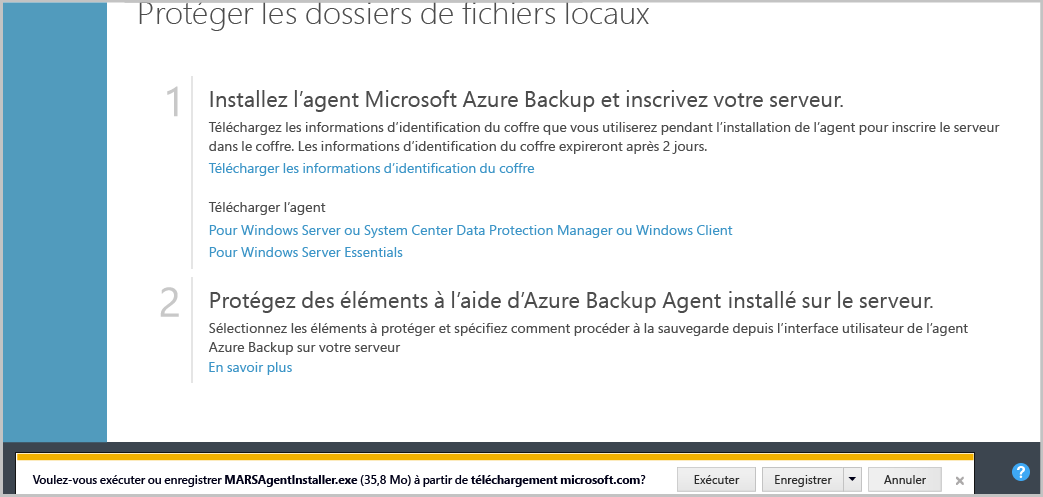 Protéger les dossiers de fichiers locaux
1
Installez l’agent Microsoft Azure Backup et inscrivez votre serveur.
Téléchargez les informations d’identification du coffre que vous utiliserez pendant l’installation de l’agent pour inscrire le serveur
dans le coffre. Les informations d’identification du coffre expireront après 2 jours.
Télécharger les informations d’identification du coffre
Télécharger l’agent
Pour Windows Server ou System Center Data Protection Manager ou Windows Client
Pour Windows Server Essentials
2
Protégez des éléments à l’aide d’Azure Backup Agent installé sur le serveur.
Sélectionnez les éléments à protéger et spécifiez comment procéder à la sauvegarde depuis l’interface utilisateur de l’agent
Azure Backup sur votre serveur
En savoir plus
Voulez-vous exécuter ou enregistrer MARSAgentInstaller.exe (35,8 Mo) à partir de téléchargement microsoft.com?
Exécuter
Enregistrer
Annuler
×
?